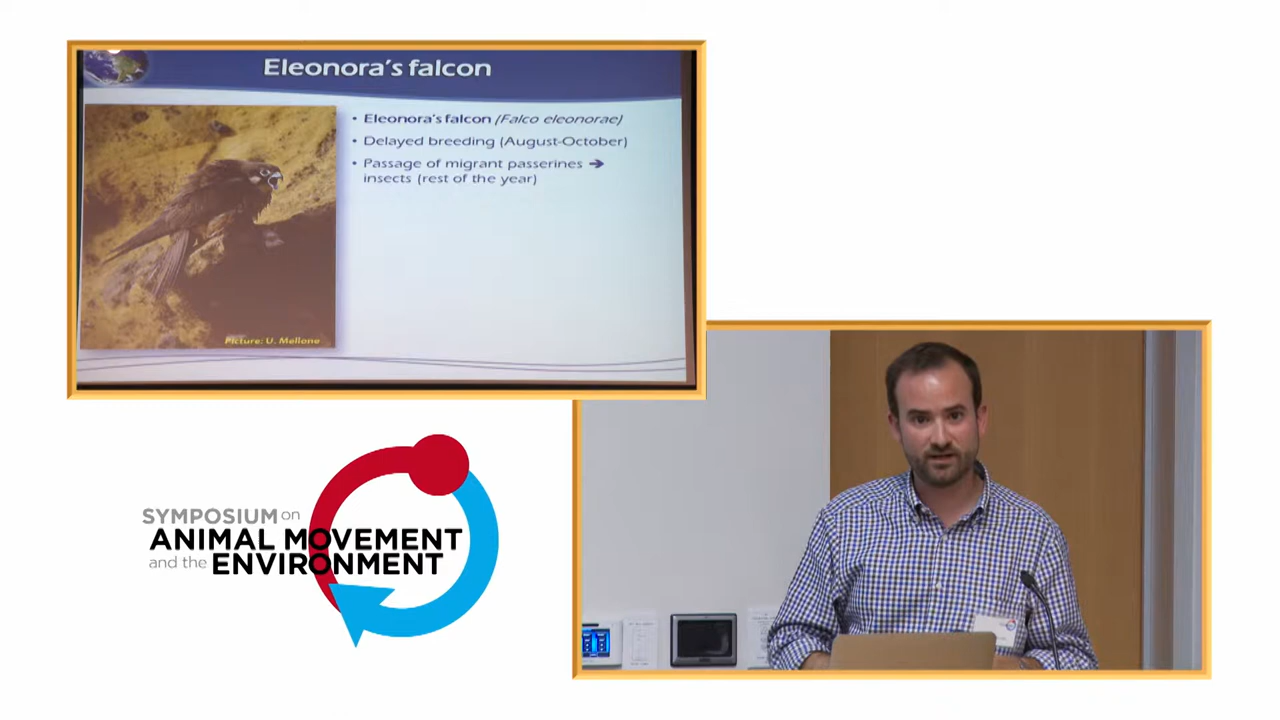 Eleonora's falcon
• Eleonora's falcon (Falco eleonorae)
• Delayed breeding (August-October)
• Passage of migrant passerines ➔
insects (rest of the year)
Picture: U. Mellone
SYMPOSIUM on
ANIMAL MOVEMENT
and the ENVIRONMENT